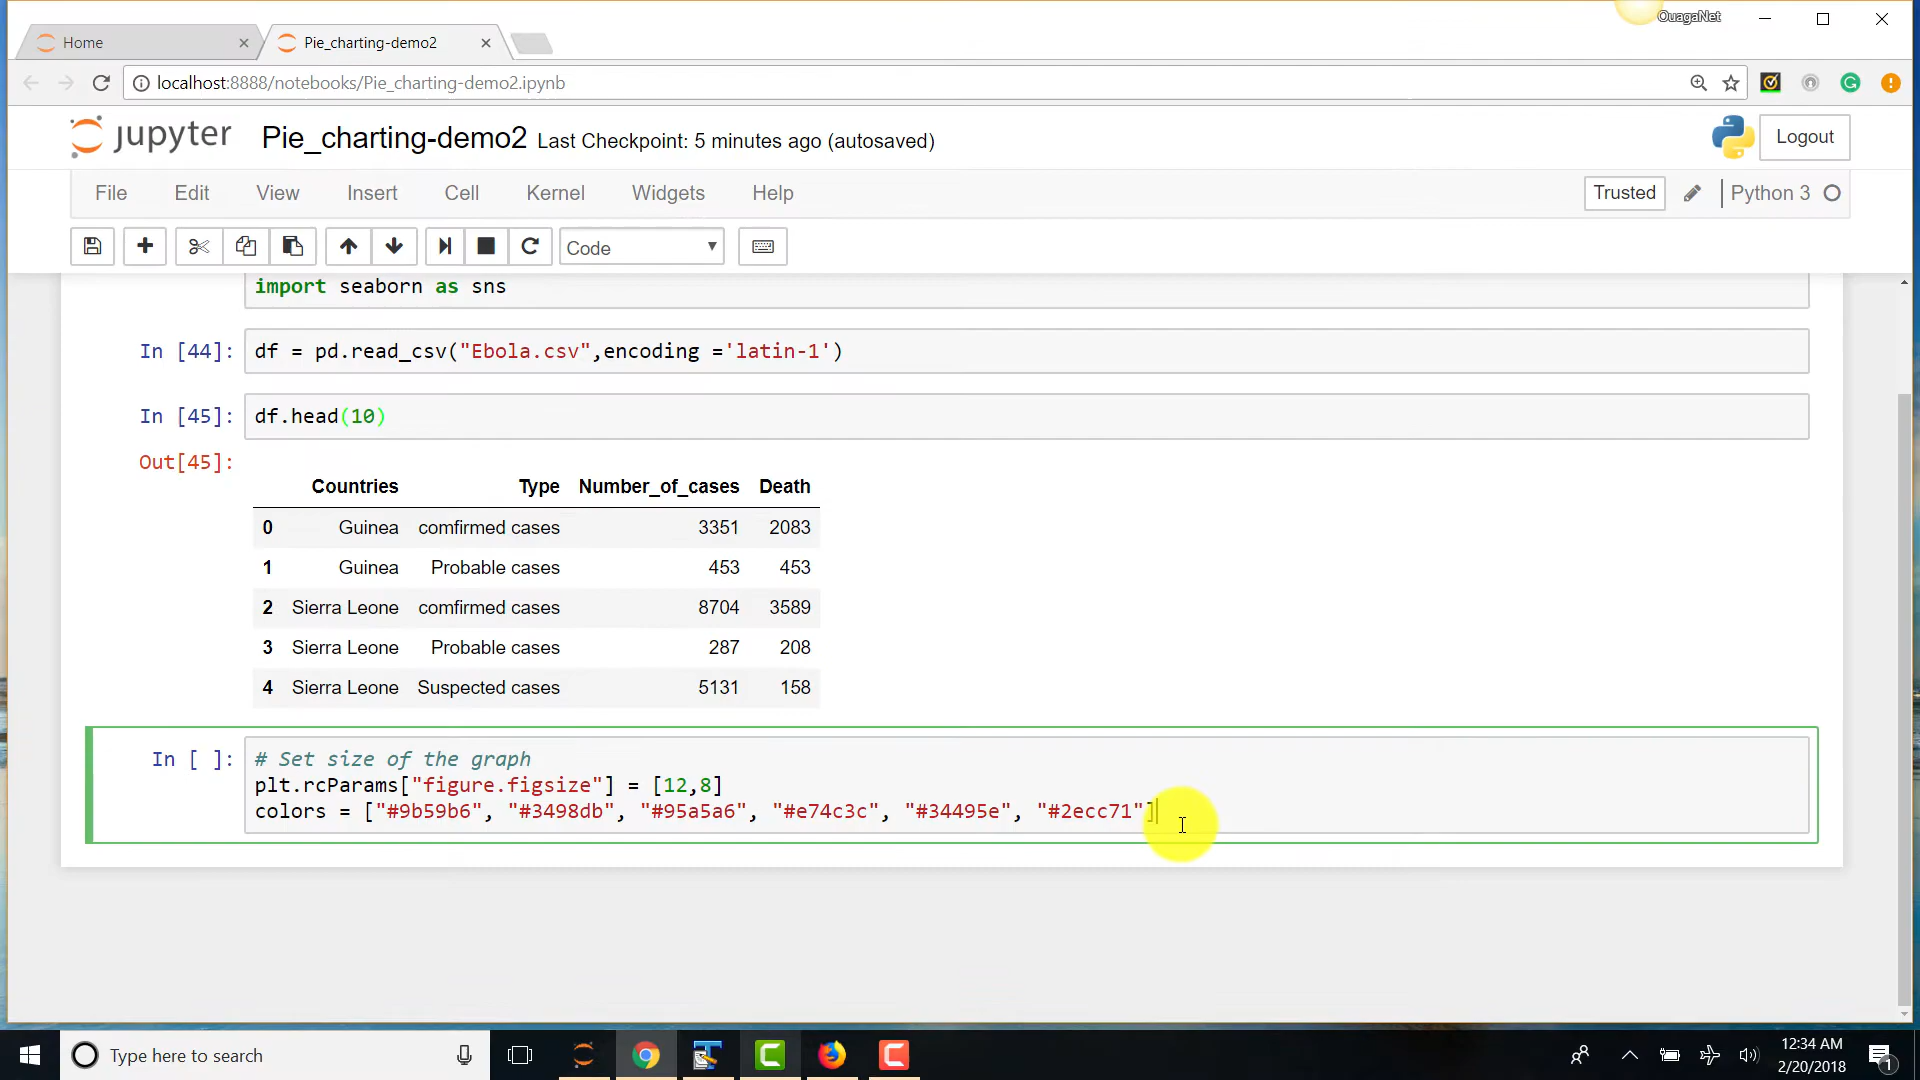 OuagaNet
Home
Pie_charting-demo2
localhost:8888/notebooks/Pie_charting-demo2.ipynb
jupyter Pie_charting-demo2 Last Checkpoint: 5 minutes ago (autosaved)
Logout
File Edit View Insert Cell Kernel Widgets Help
Trusted
Python 3
Code
import seaborn as sns
In [44]: df = pd.read_csv("Ebola.csv",encoding ='latin-1')
In [45]: df.head(10)
Out[45]:
Countries Type Number_of_cases Death
0 Guinea comfirmed cases 3351 2083
1 Guinea Probable cases 453 453
2 Sierra Leone comfirmed cases 8704 3589
3 Sierra Leone Probable cases 287 208
4 Sierra Leone Suspected cases 5131 158
In [ ]: # Set size of the graph
plt.rcParams["figure.figsize"] = [12,8]
colors = ["#9b59b6", "#3498db", "#95a5a6", "#e74c3c", "#34495e", "#2ecc71"]
Type here to search
12:34 AM
2/20/2018
1